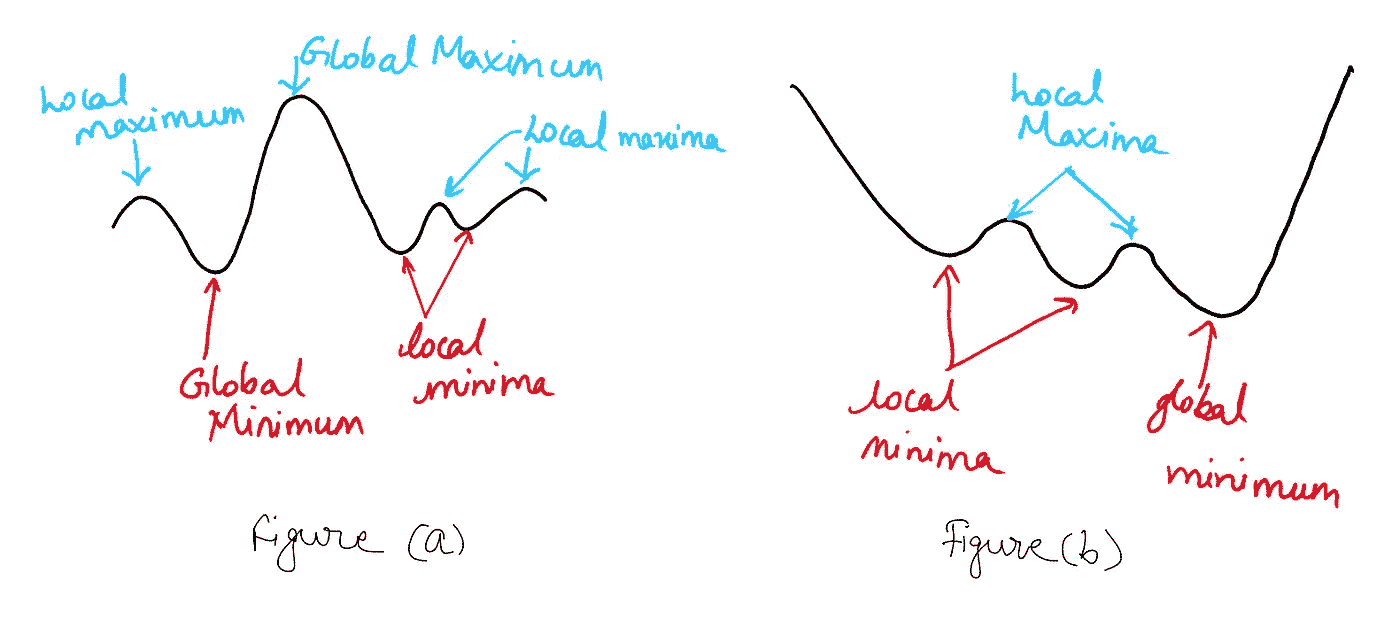 Global Maximum
Local
maximum
Local maxima
Global
Minimum
local
minima
Figure (a)
Local
Maxima
local
minima
global
minimum
Figure (b)